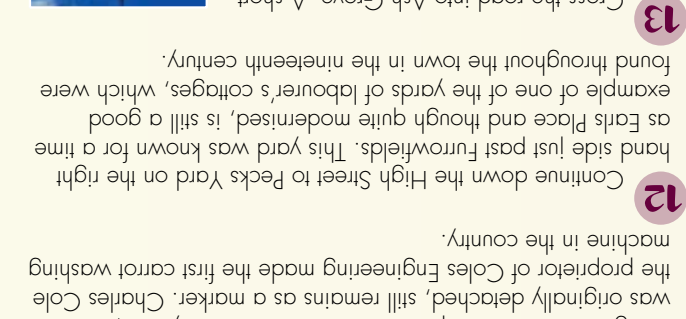 was originally detached, still remains as a marker. Charles Cole
the proprietor of Coles Engineering made the first carrot washing
machine in the county.
12
Continue down the High Street to Pecks Yard on the right
hand side just past Furrowfields. This yard was known for a time
as Earls Place and though quite modernised, is still a good
example of one of the yards of labourer's cottages, which were
found throughout the town in the nineteenth century.
13
Cross the road into Ash Grove. A short